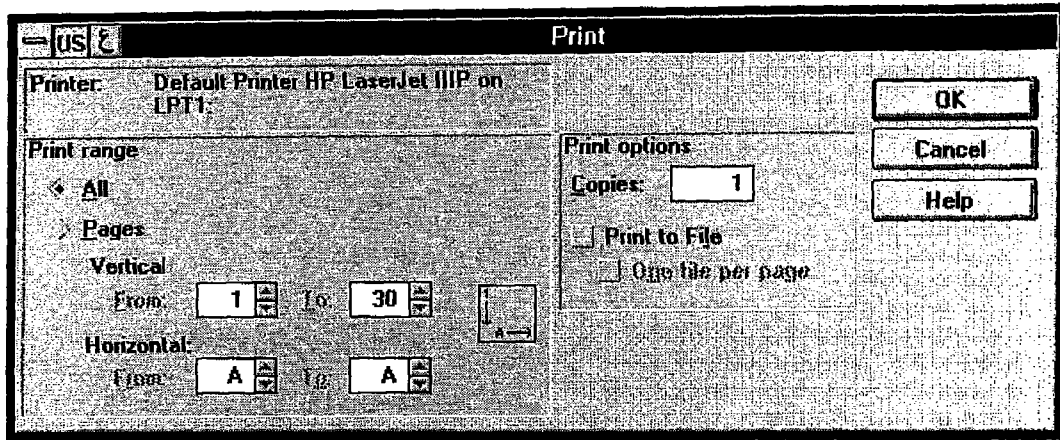 US ع Print
Printer: Default Printer HP LaserJet IIIP on
LPT1:
OK
Cancel
Help
Print range
All
Pages
Vertical
From: 1 To: 30
Horizontal:
From: A To: A
1
A
Print options
Copies: 1
Print to File
One file per page